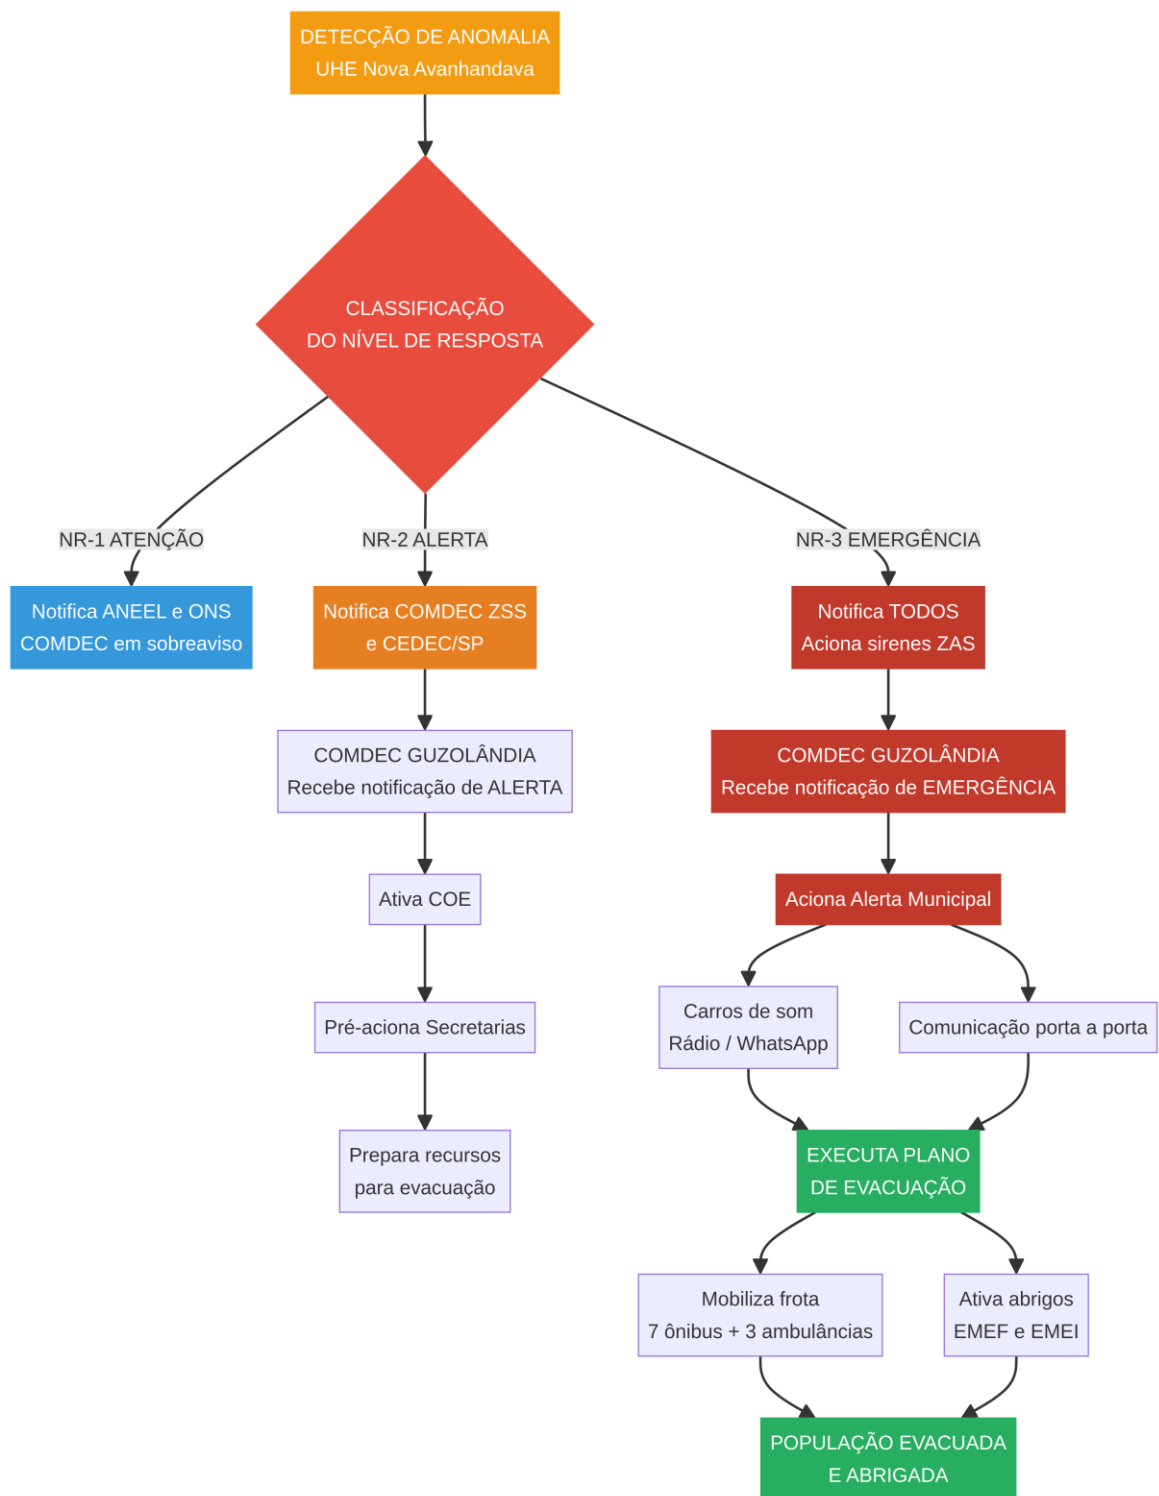 DETECÇÃO DE ANOMALIA
UHE Nova Avanhandava
CLASSIFICAÇÃO
DO NÍVEL DE RESPOSTA
NR-1 ATENÇÃO
NR-2 ALERTA
NR-3 EMERGÊNCIA
Notifica ANEEL e ONS
COMDEC em sobreaviso
Notifica COMDEC ZSS
e CEDEC/SP
Notifica TODOS
Aciona sirenes ZAS
COMDEC GUZOLÂNDIA
Recebe notificação de ALERTA
COMDEC GUZOLÂNDIA
Recebe notificação de EMERGÊNCIA
Ativa COE
Aciona Alerta Municipal
Pré-aciona Secretarias
Carros de som
Rádio / WhatsApp
Comunicação porta a porta
Prepara recursos
para evacuação
EXECUTA PLANO
DE EVACUAÇÃO
Mobiliza frota
7 ônibus + 3 ambulâncias
Ativa abrigos
EMEF e EMEI
POPULAÇÃO EVACUADA
E ABRIGADA